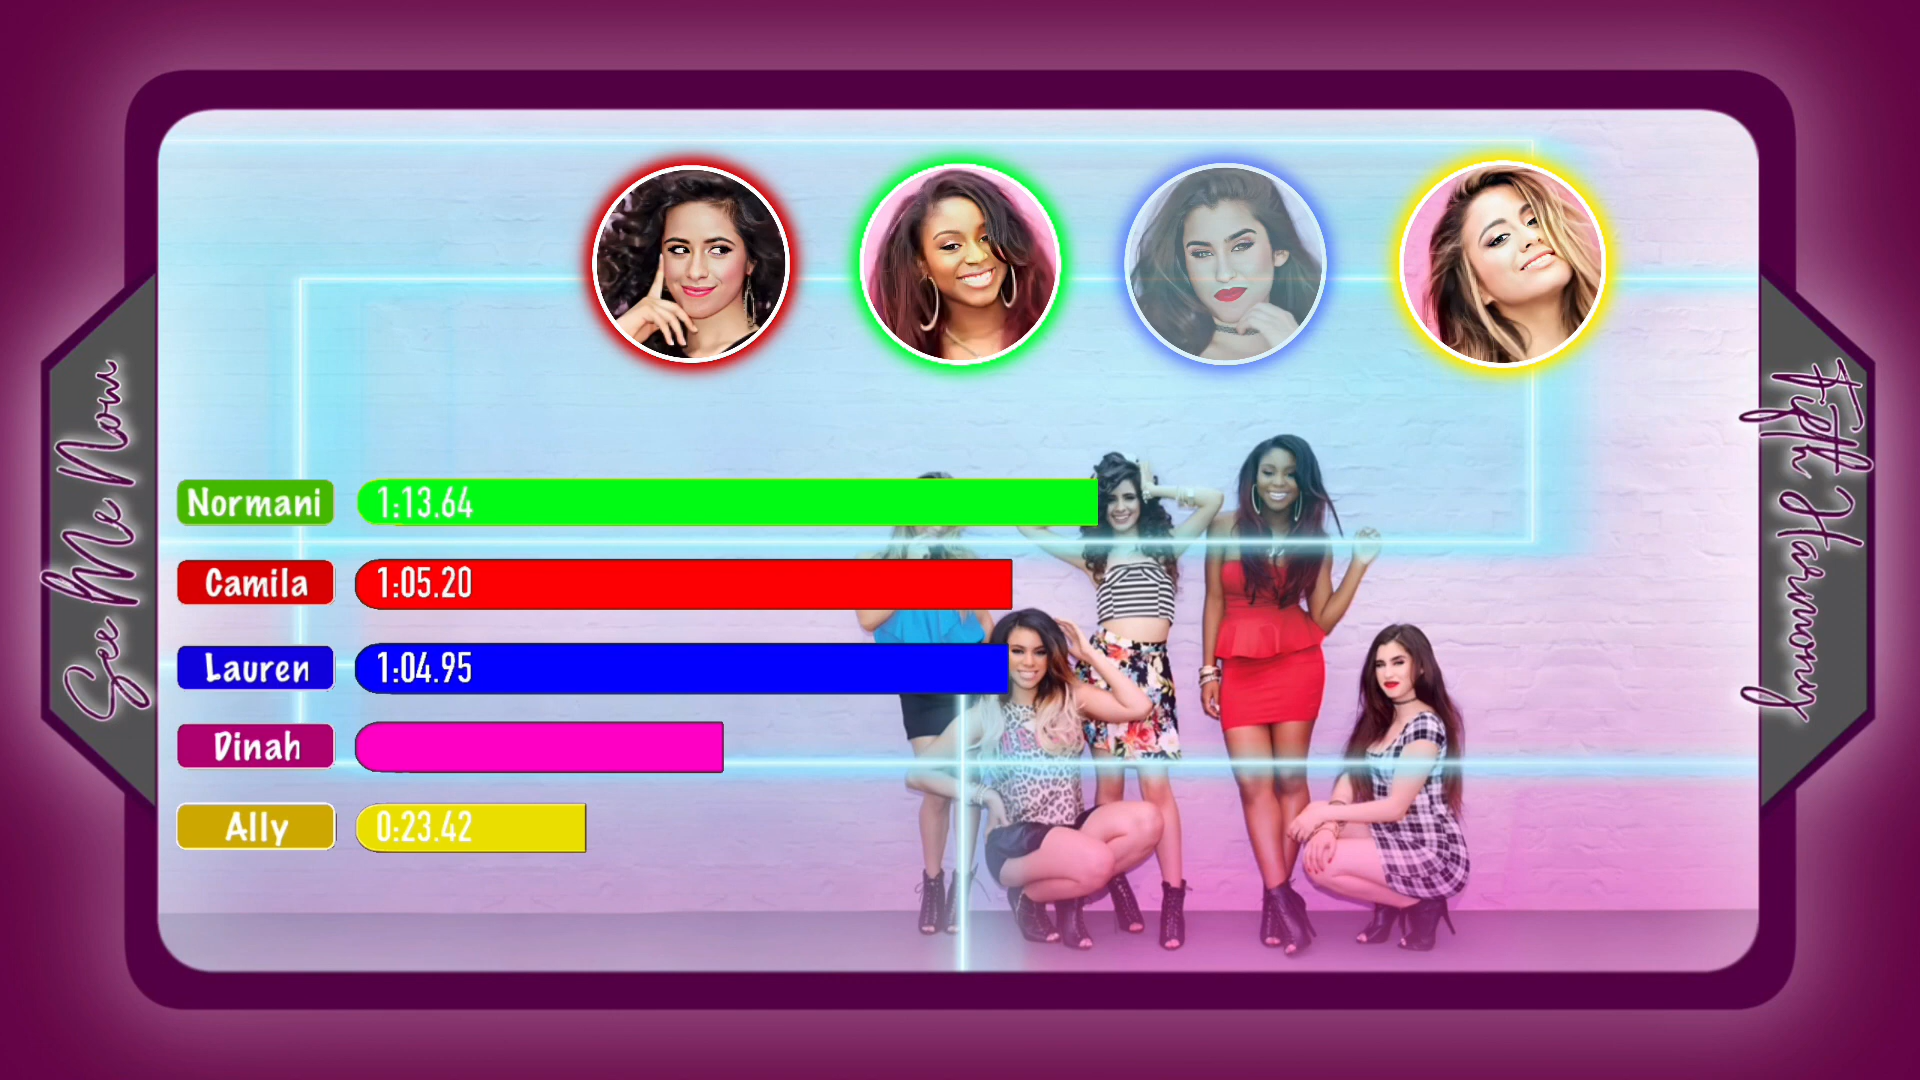 See Me Now
Normani 1:13.64
Camila 1:05.20
Lauren 1:04.95
Dinah
Ally 0:23.42
Fifth Harmony